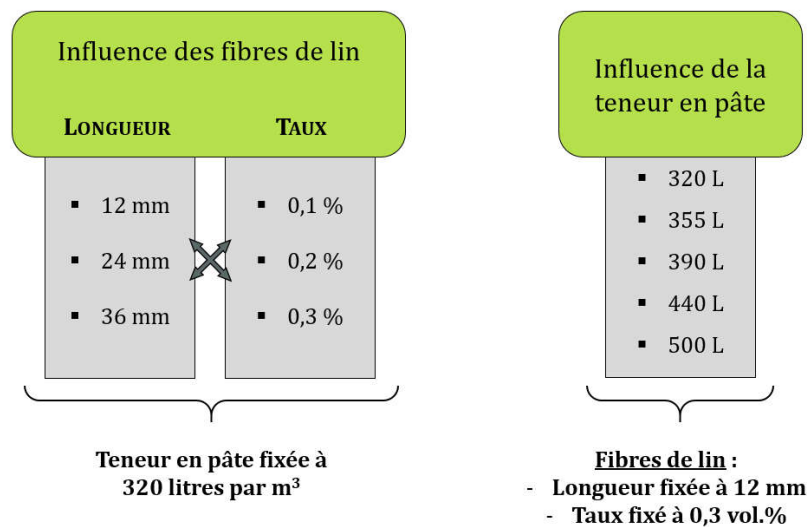 Influence des fibres de lin
LONGUEUR
TAUX
▪ 12 mm
▪ 24 mm
▪ 36 mm
▪ 0,1 %
▪ 0,2 %
▪ 0,3 %
Teneur en pâte fixée à
320 litres par m³
Influence de la
teneur en pâte
▪ 320 L
▪ 355 L
▪ 390 L
▪ 440 L
▪ 500 L
Fibres de lin :
- Longueur fixée à 12 mm
- Taux fixé à 0,3 vol.%